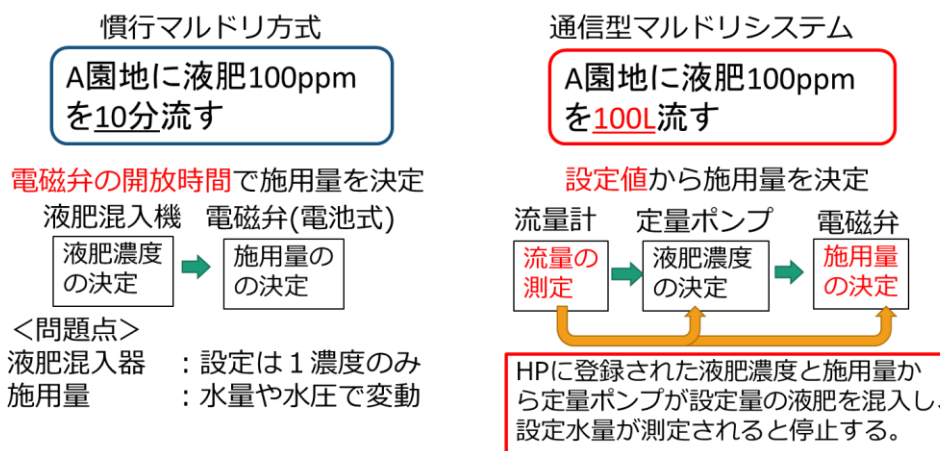 慣行マルドリ方式
A園地に液肥100ppm
を10分流す
電磁弁の開放時間で施用量を決定
液肥混入機 電磁弁(電池式)
液肥濃度
の決定
施用量の
の決定
＜問題点＞
液肥混入器 ：設定は１濃度のみ
施用量 ：水量や水圧で変動
通信型マルドリシステム
A園地に液肥100ppm
を100L流す
設定値から施用量を決定
流量計 定量ポンプ 電磁弁
流量の
測定
液肥濃度
の決定
施用量
の決定
HPに登録された液肥濃度と施用量か
ら定量ポンプが設定量の液肥を混入し、
設定水量が測定されると停止する。